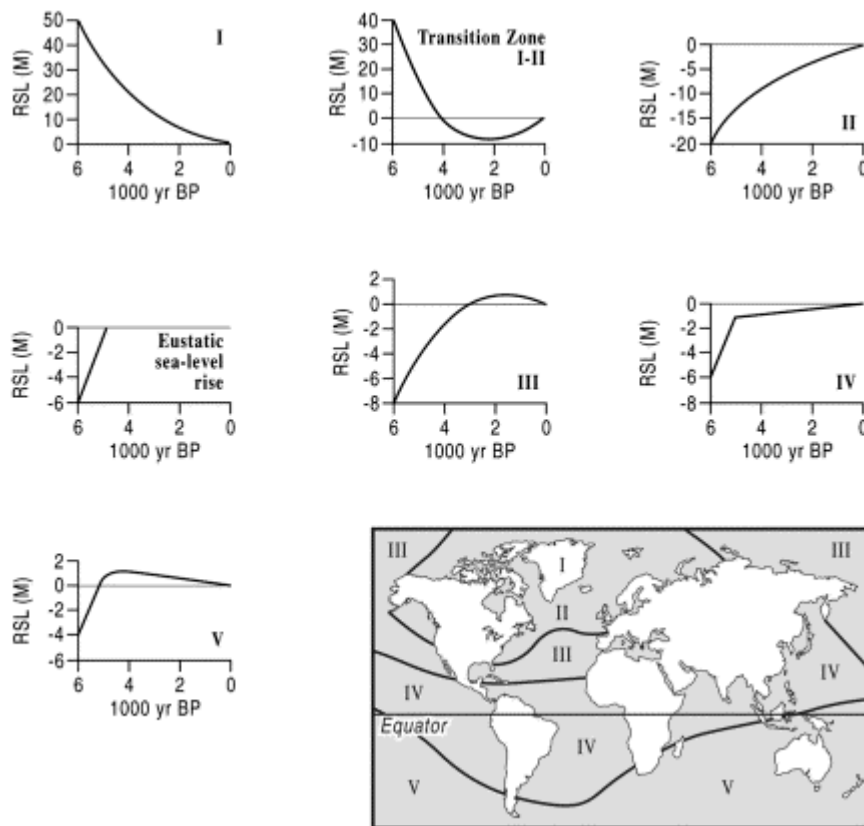 50
40
30
20
10
0
RSL (M)
I
6 4 2 0
1000 yr BP
40
30
20
10
0
-10
RSL (M)
Transition Zone
I-II
6 4 2 0
1000 yr BP
0
-5
-10
-15
-20
RSL (M)
II
6 4 2 0
1000 yr BP
0
-2
-4
-6
RSL (M)
Eustatic
sea-level
rise
6 4 2 0
1000 yr BP
2
0
-2
-4
-6
-8
RSL (M)
III
6 4 2 0
1000 yr BP
0
-2
-4
-6
-8
RSL (M)
IV
6 4 2 0
1000 yr BP
2
0
-2
-4
-6
RSL (M)
V
6 4 2 0
1000 yr BP
III
I
III
II
III
IV
IV
Equator
IV
V
V